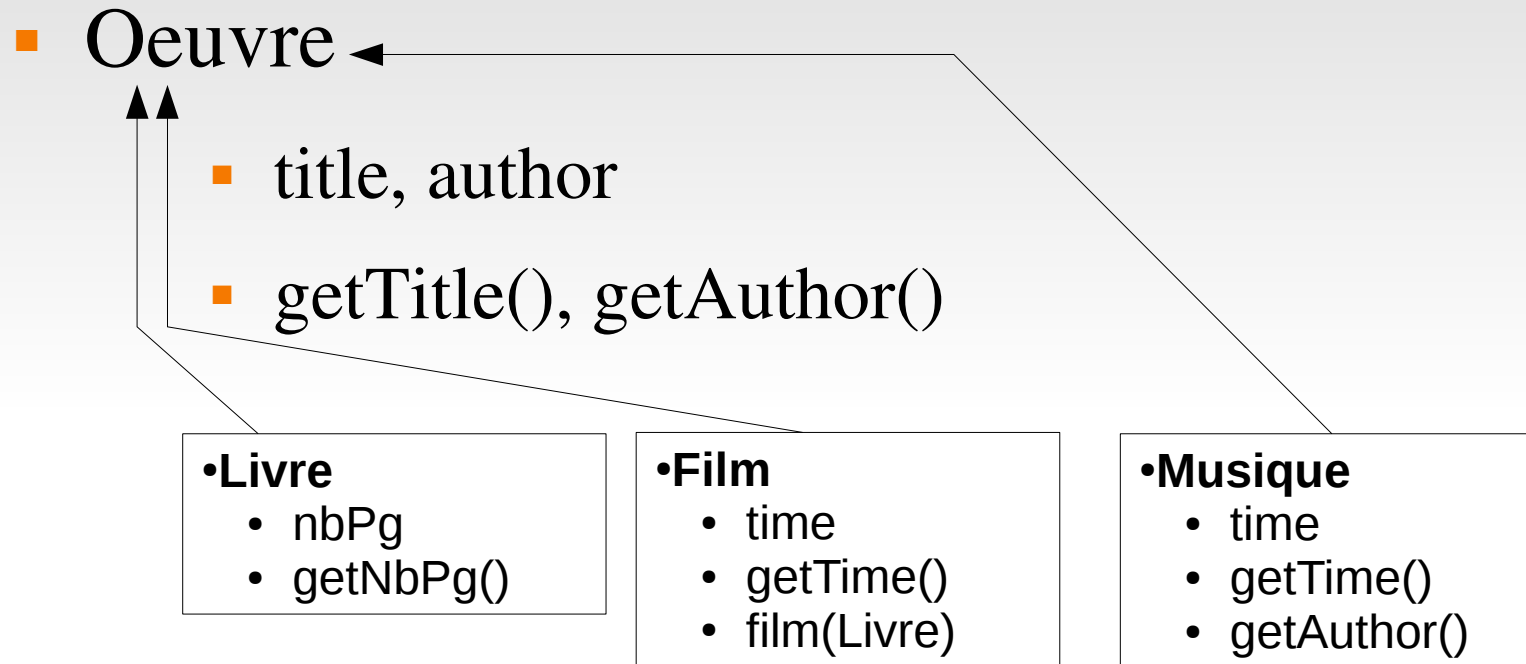 Oeuvre
title, author
getTitle(), getAuthor()
•Livre
• nbPg
• getNbPg()
•Film
• time
• getTime()
• film(Livre)
•Musique
• time
• getTime()
• getAuthor()